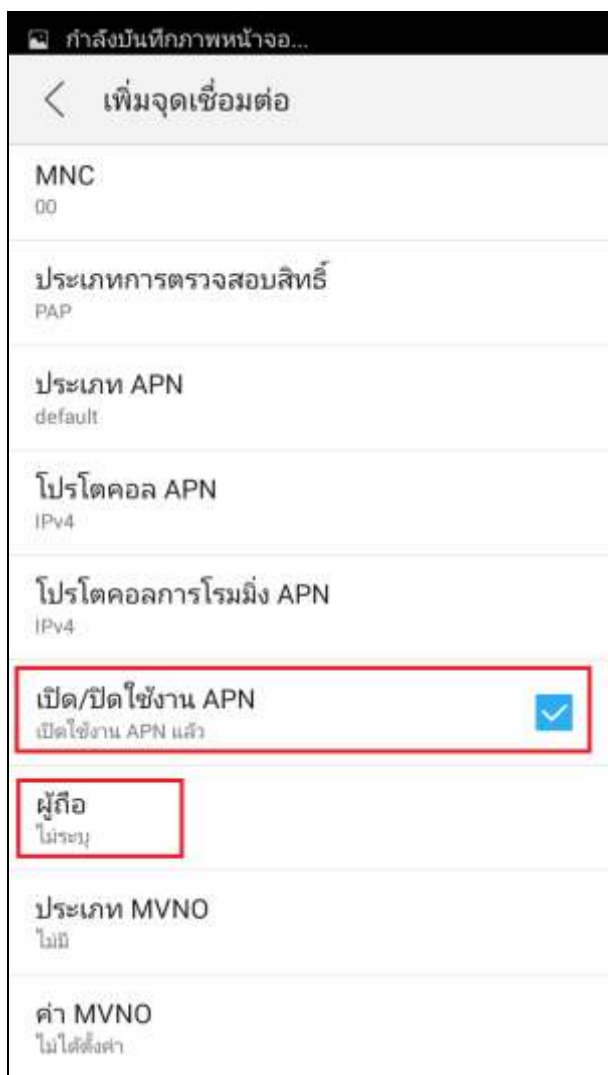 กำลังบันทึกภาพหน้าจอ...
เพิ่มจุดเชื่อมต่อ
MNC
00
ประเภทการตรวจสอบสิทธิ์
PAP
ประเภท APN
default
โปรโตคอล APN
IPv4
โปรโตคอลการโรมมิ่ง APN
IPv4
เปิด/ปิดใช้งาน APN
เปิดใช้งาน APN แล้ว
ผู้ถือ
ไม่ระบุ
ประเภท MVNO
ไม่มี
ค่า MVNO
ไม่ได้ตั้งค่า